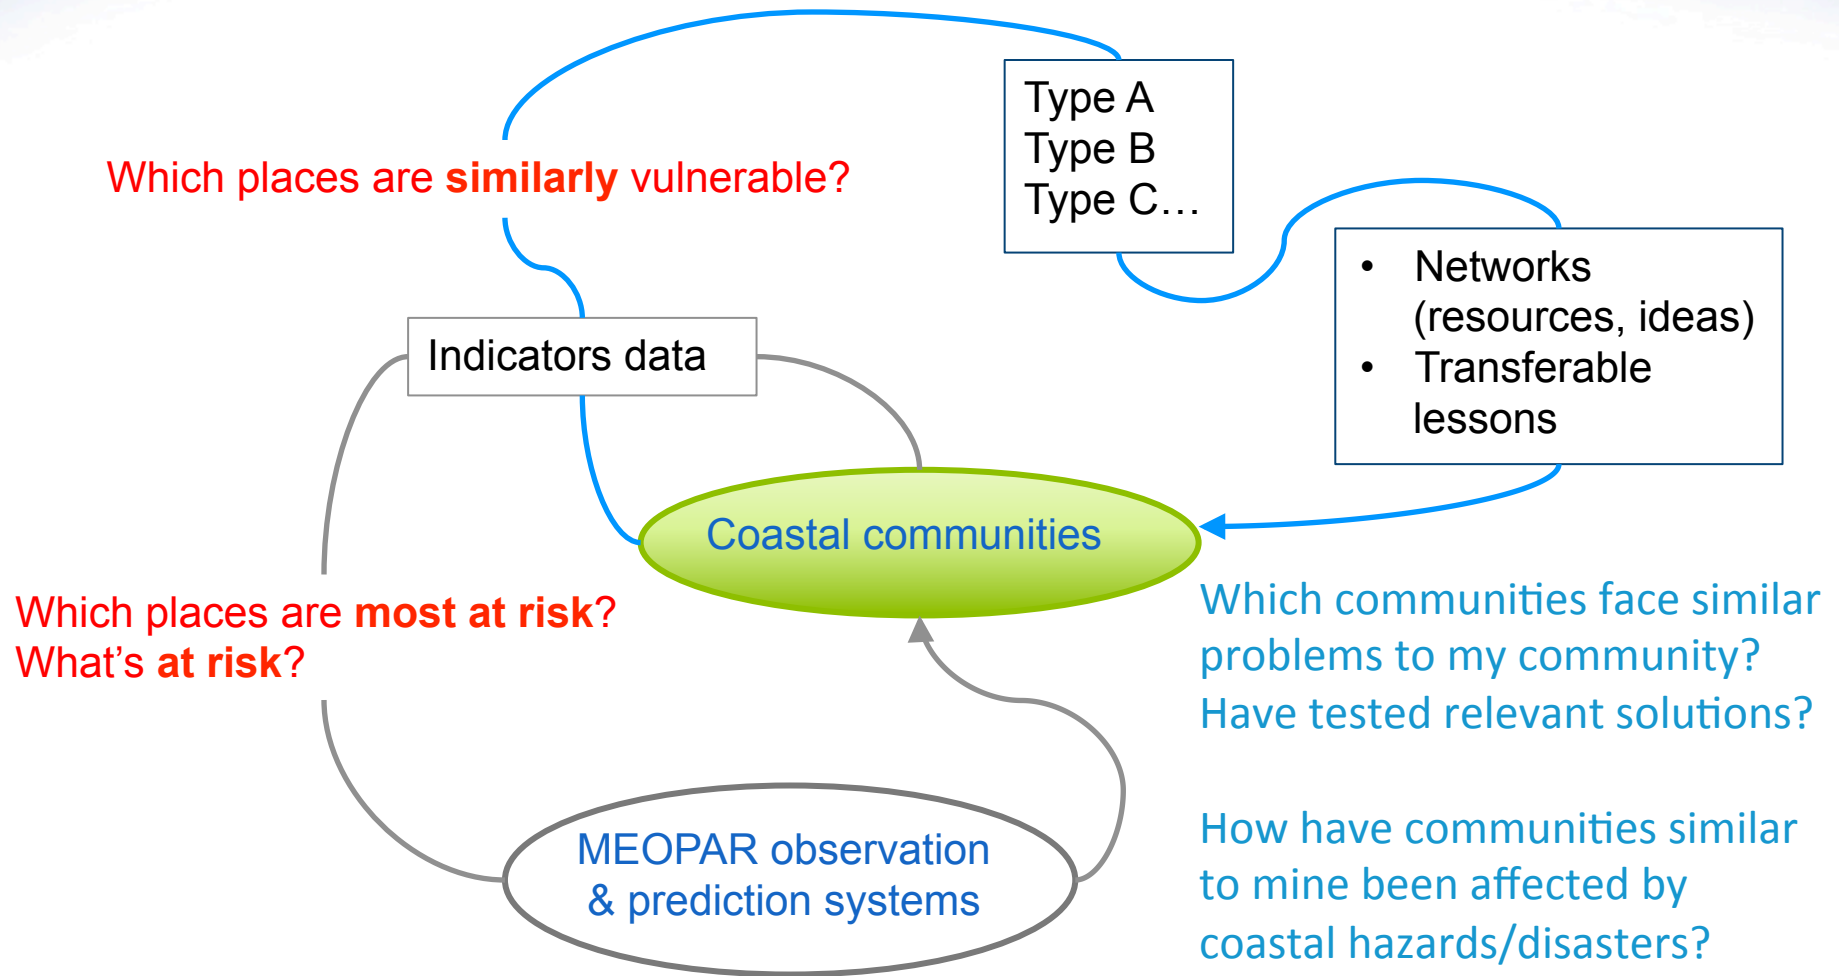 Type A
Type B
Type C…
Which places are similarly vulnerable?
• Networks
(resources, ideas)
• Transferable
lessons
Indicators data
Coastal communities
Which places are most at risk?
What's at risk?
Which communities face similar
problems to my community?
Have tested relevant solutions?
MEOPAR observation
& prediction systems
How have communities similar
to mine been affected by
coastal hazards/disasters?